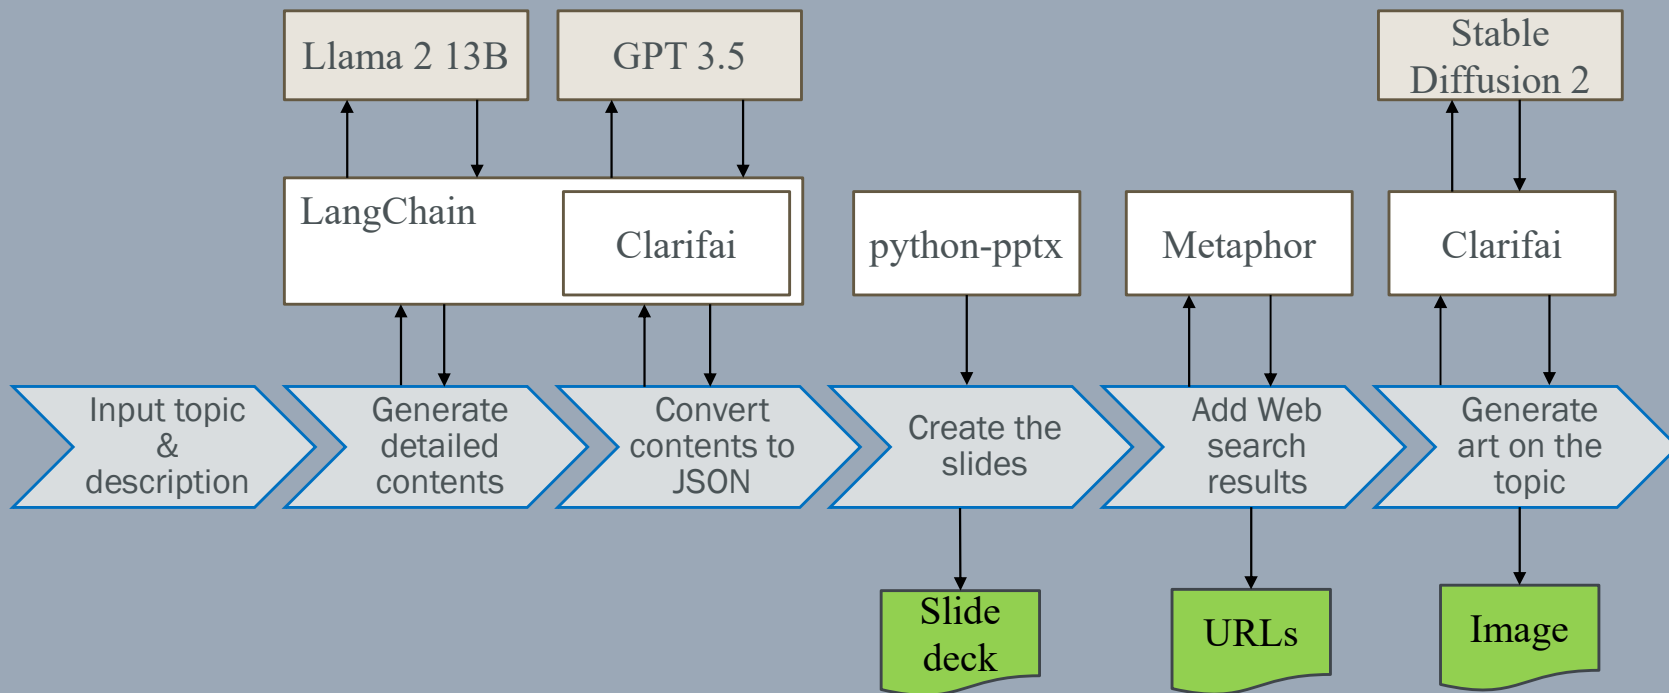 Llama 2 13B
GPT 3.5
Stable
Diffusion 2
LangChain
Clarifai
python-pptx
Metaphor
Clarifai
Input topic
&
description
Generate
detailed
contents
Convert
contents to
JSON
Create the
slides
Add Web
search
results
Generate
art on the
topic
Slide
deck
URLs
Image